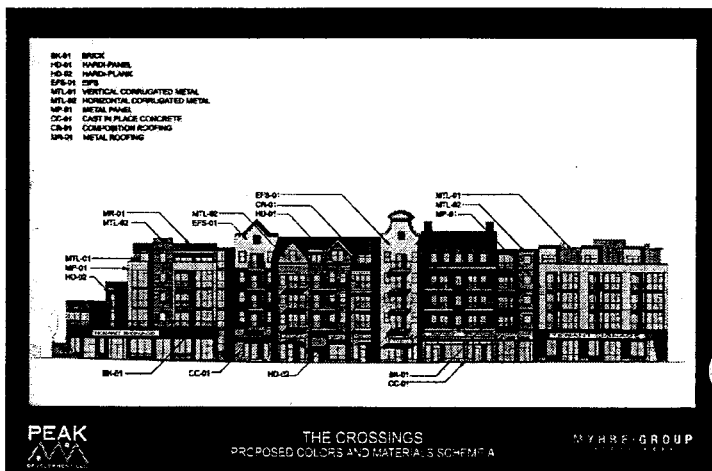 BK-01 BRICK
HD-01 HARDI-PANEL
HD-02 HARDI-PLANK
EFS-01 EIFS
MTL-01 VERTICAL CORRUGATED METAL
MTL-02 HORIZONTAL CORRUGATED METAL
MP-01 METAL PANEL
CC-01 CAST IN PLACE CONCRETE
CR-01 COMPOSITION ROOFING
MR-01 METAL ROOFING
EFS-01
CR-01
HD-01
MTL-01
MTL-02
MP-01
MR-01
MTL-02
MTL-02
EFS-01
MTL-01
MP-01
HD-02
BK-01
CC-01
HD-02
BK-01
CC-01
PEAK
DEVELOPMENT LLC
THE CROSSINGS
PROPOSED COLORS AND MATERIALS SCHEME A
MYHRE GROUP